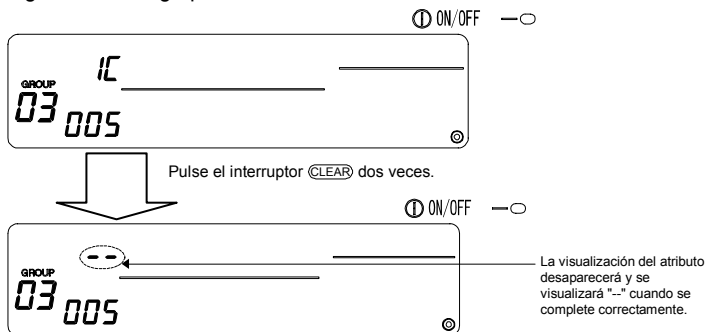 ON/OFF
1C
GROUP
03 005
Pulse el interruptor CLEAR dos veces.
ON/OFF
--
GROUP
03 005
La visualización del atributo
desaparecerá y se
visualizará "--" cuando se
complete correctamente.